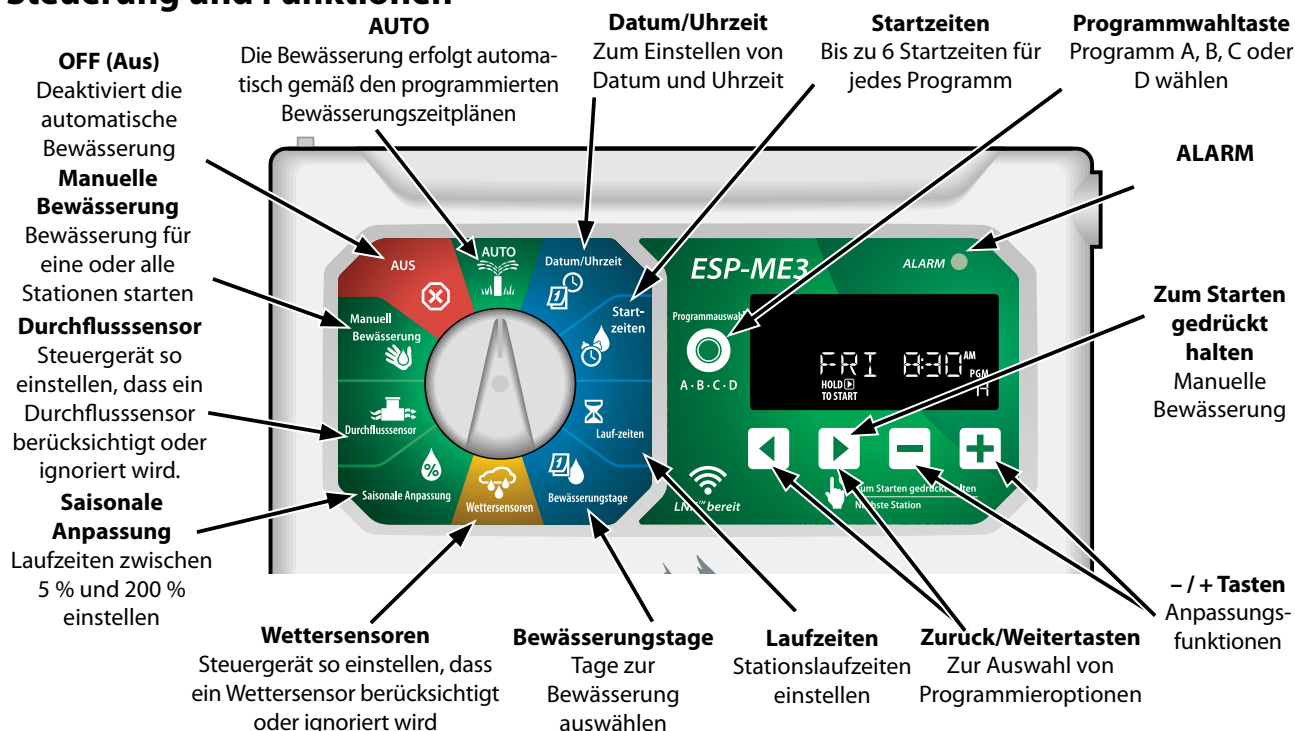 Steuerung und Funktionen
AUTO
Die Bewässerung erfolgt automa-
tisch gemäß den programmierten
Bewässerungszeitplänen
Datum/Uhrzeit
Zum Einstellen von
Datum und Uhrzeit
Startzeiten
Bis zu 6 Startzeiten für
jedes Programm
Programmwahltaste
Programm A, B, C oder
D wählen
OFF (Aus)
Deaktiviert die
automatische
Bewässerung
Manuelle
Bewässerung
Bewässerung für
eine oder alle
Stationen starten
Durchflusssensor
Steuergerät so
einstellen, dass ein
Durchflusssensor
berücksichtigt oder
ignoriert wird.
Saisonale
Anpassung
Laufzeiten zwischen
5 % und 200 %
einstellen
ALARM
Zum Starten
gedrückt
halten
Manuelle
Bewässerung
– / + Tasten
Anpassungs-
funktionen
AUS
AUTO
Datum/Uhrzeit
Start-
zeiten
Lauf-zeiten
Bewässerungstage
Wettersensoren
Saisonale Anpassung
%
Durchflusssensor
Manuell
Bewässerung
ESP-ME3
ALARM
Programmauswahl
A · B · C · D
FRI 8:30 AM
PGM
A
HOLD
TO START
LNK™ bereit
Zum Starten gedrückt halten
Nächste Station
Wettersensoren
Steuergerät so einstellen, dass
ein Wettersensor berücksichtigt
oder ignoriert wird
Bewässerungstage
Tage zur
Bewässerung
auswählen
Laufzeiten
Stationslaufzeiten
einstellen
Zurück/Weitertasten
Zur Auswahl von
Programmieroptionen